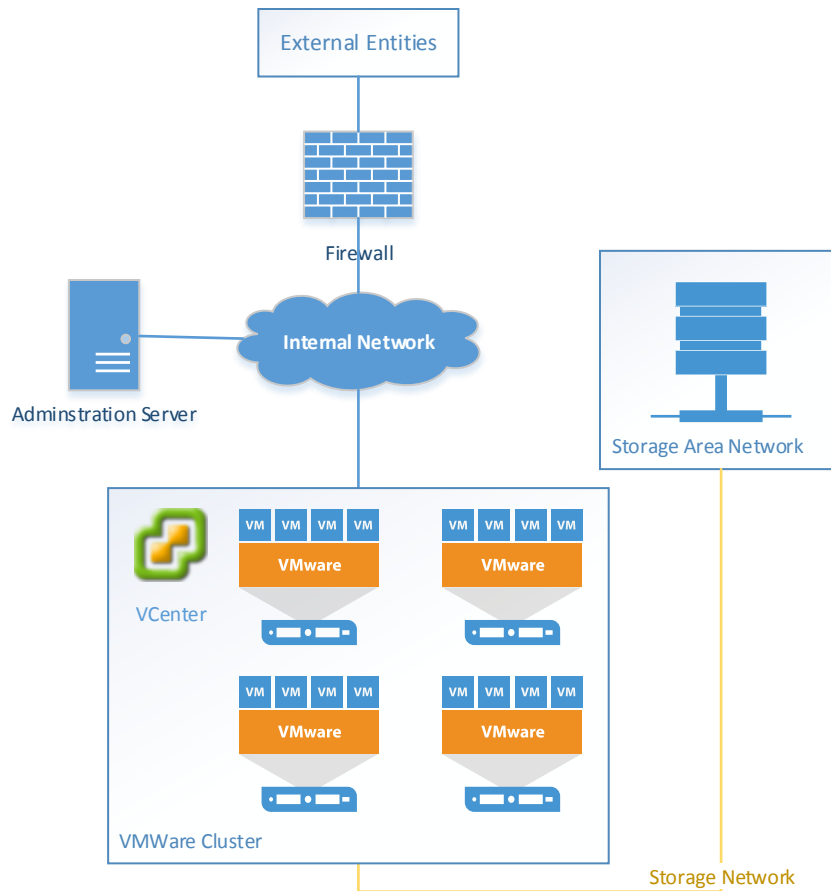 External Entities
Firewall
Internal Network
Adminstration Server
Storage Area Network
VM VM VM VM
VMware
VM VM VM VM
VMware
VCenter
VM VM VM VM
VMware
VM VM VM VM
VMware
VMWare Cluster
Storage Network